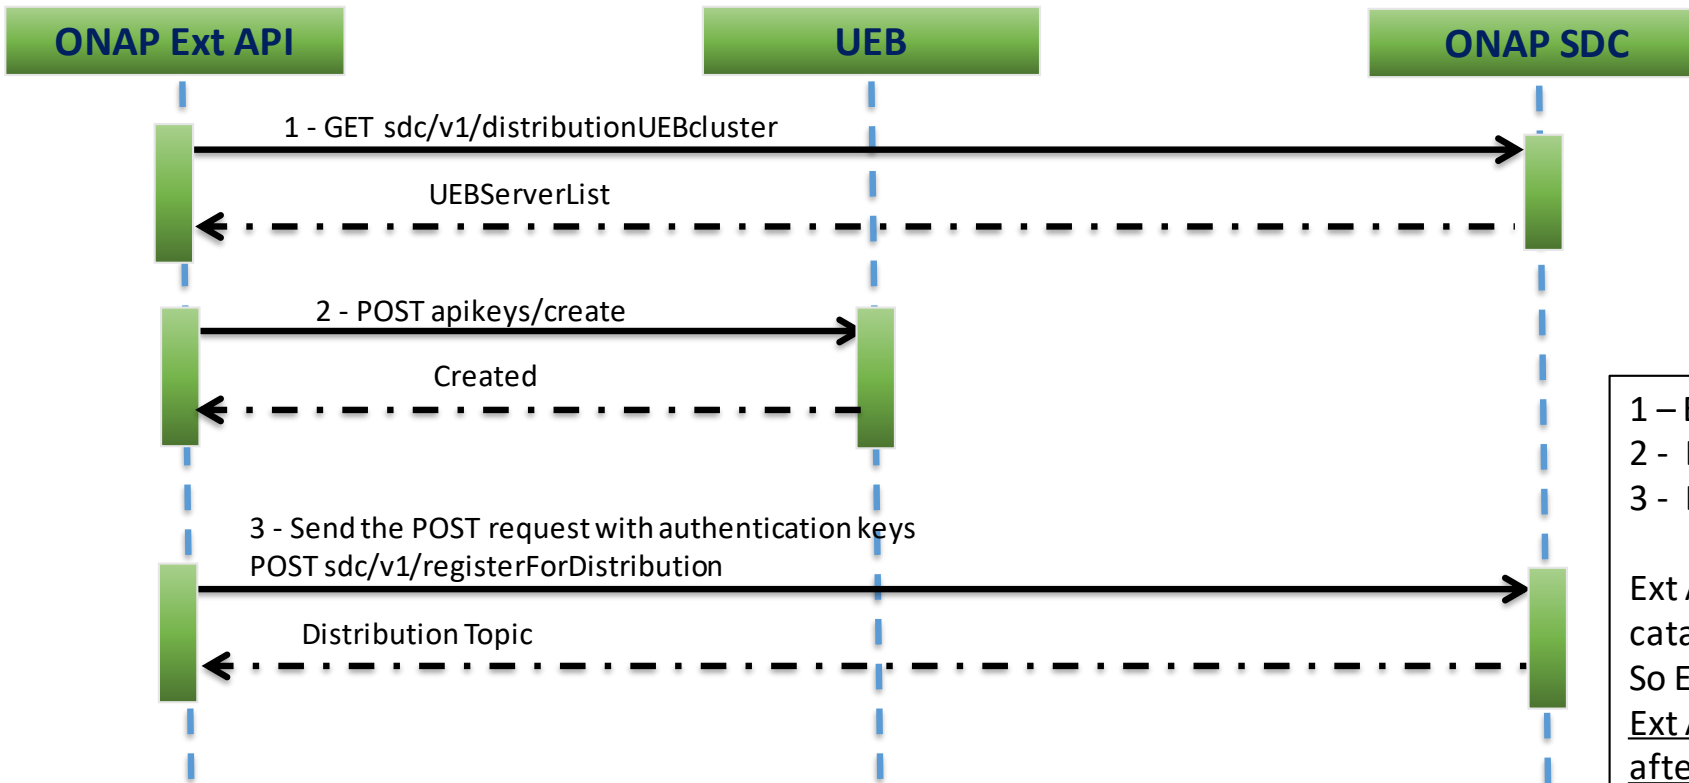 ONAP Ext API
UEB
ONAP SDC
1 - GET sdc/v1/distributionUEBcluster
UEBServerList
2 - POST apikeys/create
Created
3 - Send the POST request with authentication keys
POST sdc/v1/registerForDistribution
Distribution Topic
1 –
2 -
3 -
Ext
So
Ext